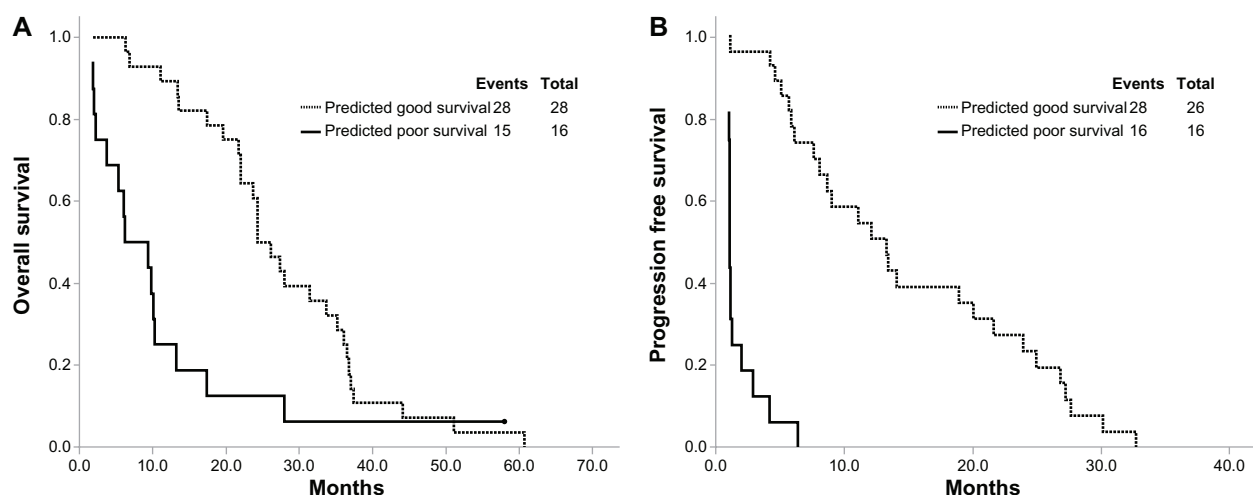 A
Overall survival
1.0
0.8
0.6
0.4
0.2
0.0
Events Total
Predicted good survival 28 28
Predicted poor survival 15 16
0.0 10.0 20.0 30.0 40.0 50.0 60.0 70.0
Months
B
Progression free survival
1.0
0.8
0.6
0.4
0.2
0.0
Events Total
Predicted good survival 28 26
Predicted poor survival 16 16
0.0 10.0 20.0 30.0 40.0
Months